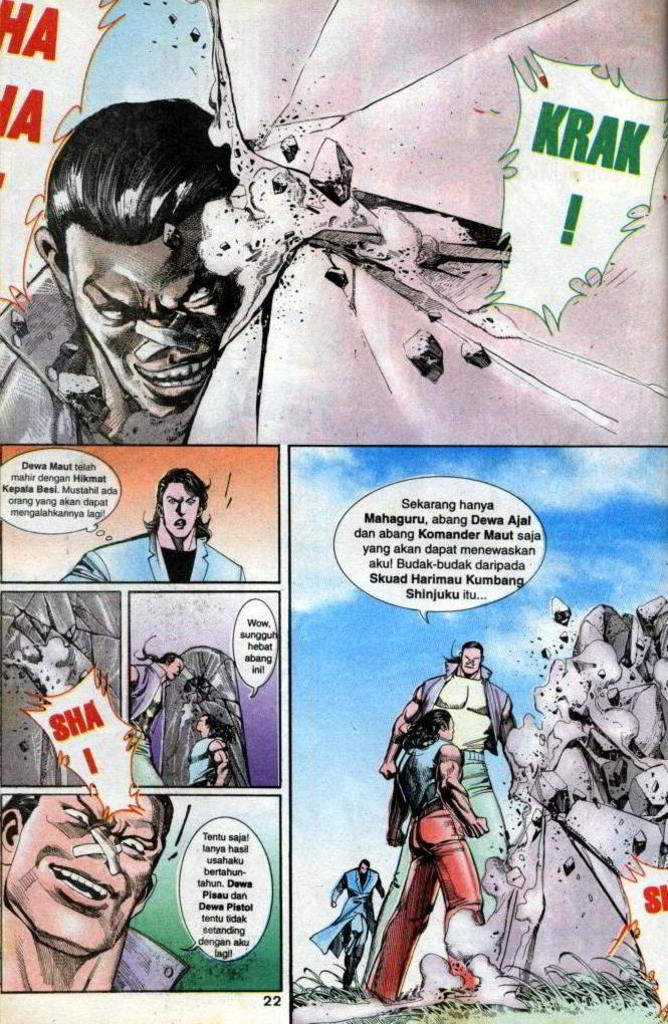 HA
HA
KRAK
!
Dewa Maut telah
mahir dengan Hikmat
Kepala Besi. Mustahil ada
orang yang akan dapat
mengalahkannya lagi!
Wow,
sungguh
hebat
abang
ini!
SHA
!
Tentu saja!
Ianya hasil
usahaku
bertahun-
tahun. Dewa
Pisau dan
Dewa Pistol
tentu tidak
setanding
dengan aku
lagi!
Sekarang hanya
Mahaguru, abang Dewa Ajal
dan abang Komander Maut saja
yang akan dapat menewaskan
aku! Budak-budak daripada
Skuad Harimau Kumbang
Shinjuku itu...
22